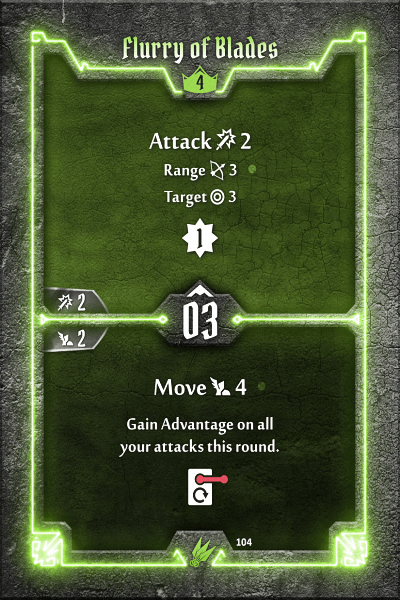 Flurry of Blades
4
Attack 2
Range 3
Target 3
1
2
03
2
Move 4
Gain Advantage on all
your attacks this round.
104